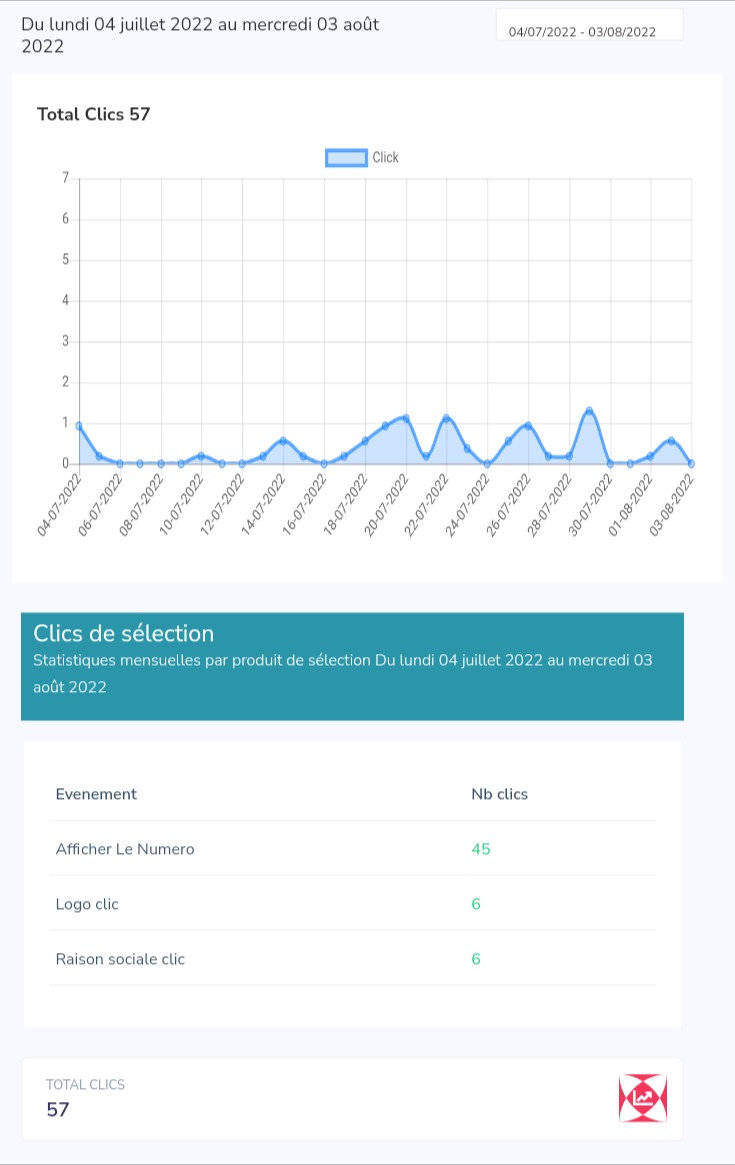 Du lundi 04 juillet 2022 au mercredi 03 août
2022
04/07/2022 - 03/08/2022
Total Clics 57
Click
7
6
5
4
3
2
1
0
04-07-2022
06-07-2022
08-07-2022
10-07-2022
12-07-2022
14-07-2022
16-07-2022
18-07-2022
20-07-2022
22-07-2022
24-07-2022
26-07-2022
28-07-2022
30-07-2022
01-08-2022
03-08-2022
Clics de sélection
Statistiques mensuelles par produit de sélection Du lundi 04 juillet 2022 au mercredi 03
août 2022
Evenement Nb clics
Afficher Le Numero 45
Logo clic 6
Raison sociale clic 6
TOTAL CLICS
57